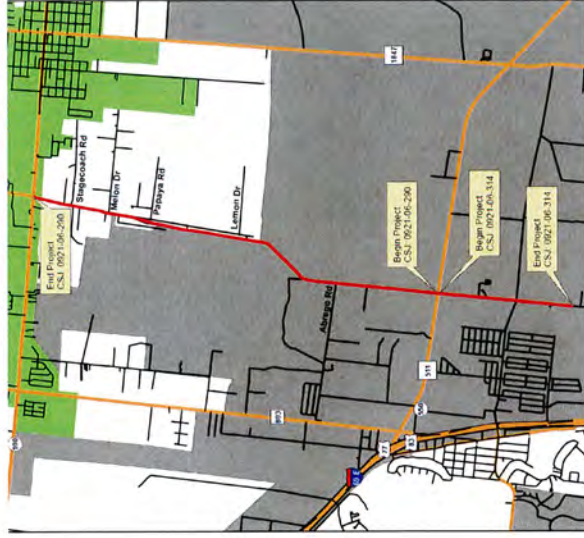 1847
Stagecoach Rd
Melon Dr
Papaya Rd
Lemon Dr
End Project
CSJ: 0921-06-290
Abrego Rd
Begin Project
CSJ: 0921-06-290
Begin Project
CSJ: 0921-06-314
End Project
CSJ: 0921-06-314
803
511
77
83